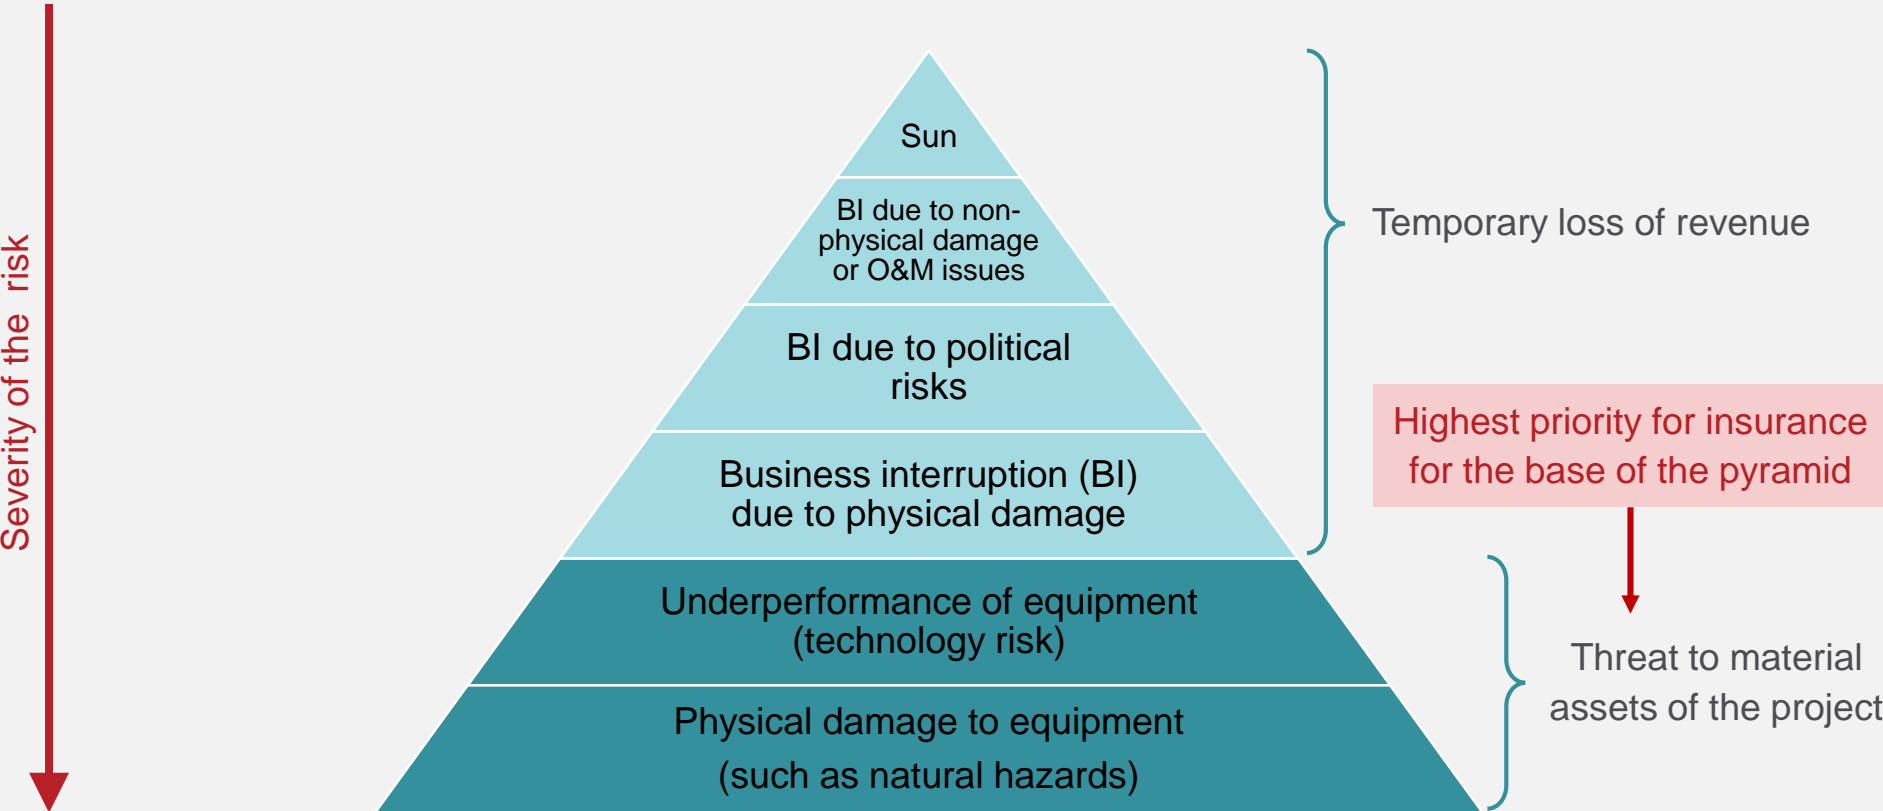 Severity of the risk
Sun
BI due to non-
physical damage
or O&M issues
Temporary loss of revenue
BI due to political
risks
Highest priority for insurance
for the base of the pyramid
Business interruption (BI)
due to physical damage
Underperformance of equipment
(technology risk)
Threat to material
assets of the project
Physical damage to equipment
(such as natural hazards)